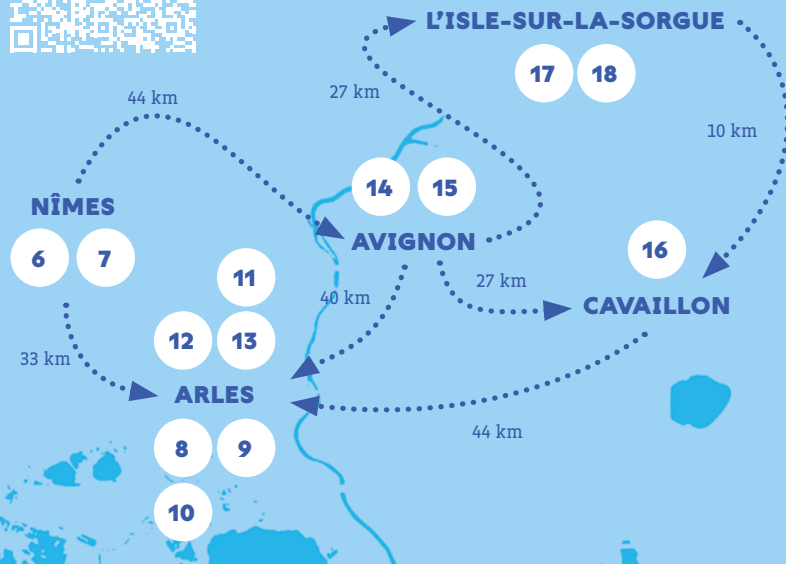 L'ISLE-SUR-LA-SORGUE
17 18
27 km
44 km
10 km
14 15
NÎMES
6 7
AVIGNON
16
11
27 km
40 km
CAVAILLON
12 13
33 km
ARLES
44 km
8 9
10